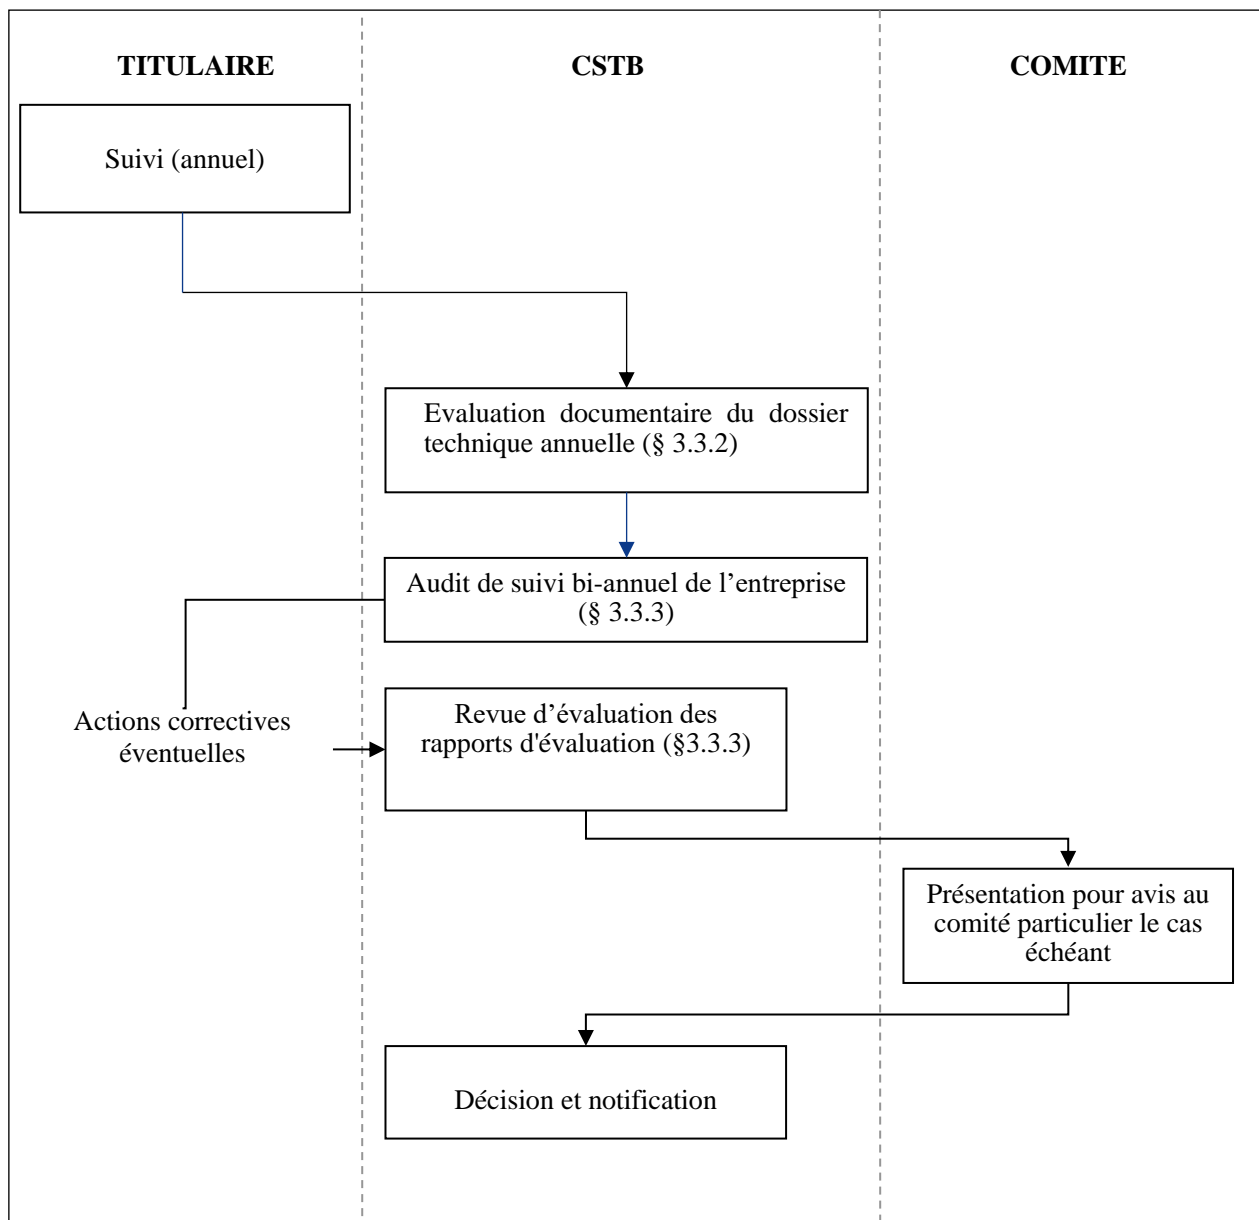 TITULAIRE
CSTB
COMITE
Suivi (annuel)
Evaluation documentaire du dossier
technique annuelle (§ 3.3.2)
Audit de suivi bi-annuel de l’entreprise
(§ 3.3.3)
Actions correctives
éventuelles
Revue d’évaluation des
rapports d'évaluation (§3.3.3)
Présentation pour avis au
comité particulier le cas
échéant
Décision et notification